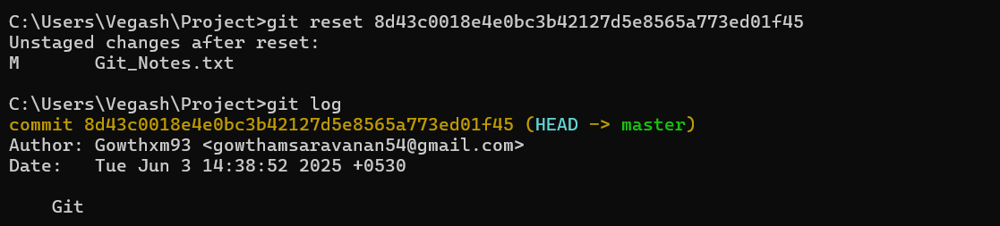 C:\Users\Vegash\Project>git reset 8d43c0018e4e0bc3b42127d5e8565a773ed01f45
Unstaged changes after reset:
M       Git_Notes.txt

C:\Users\Vegash\Project>git log
commit 8d43c0018e4e0bc3b42127d5e8565a773ed01f45 (HEAD -> master)
Author: Gowthxm93 <gowthamsaravanan54@gmail.com>
Date:   Tue Jun 3 14:38:52 2025 +0530

    Git